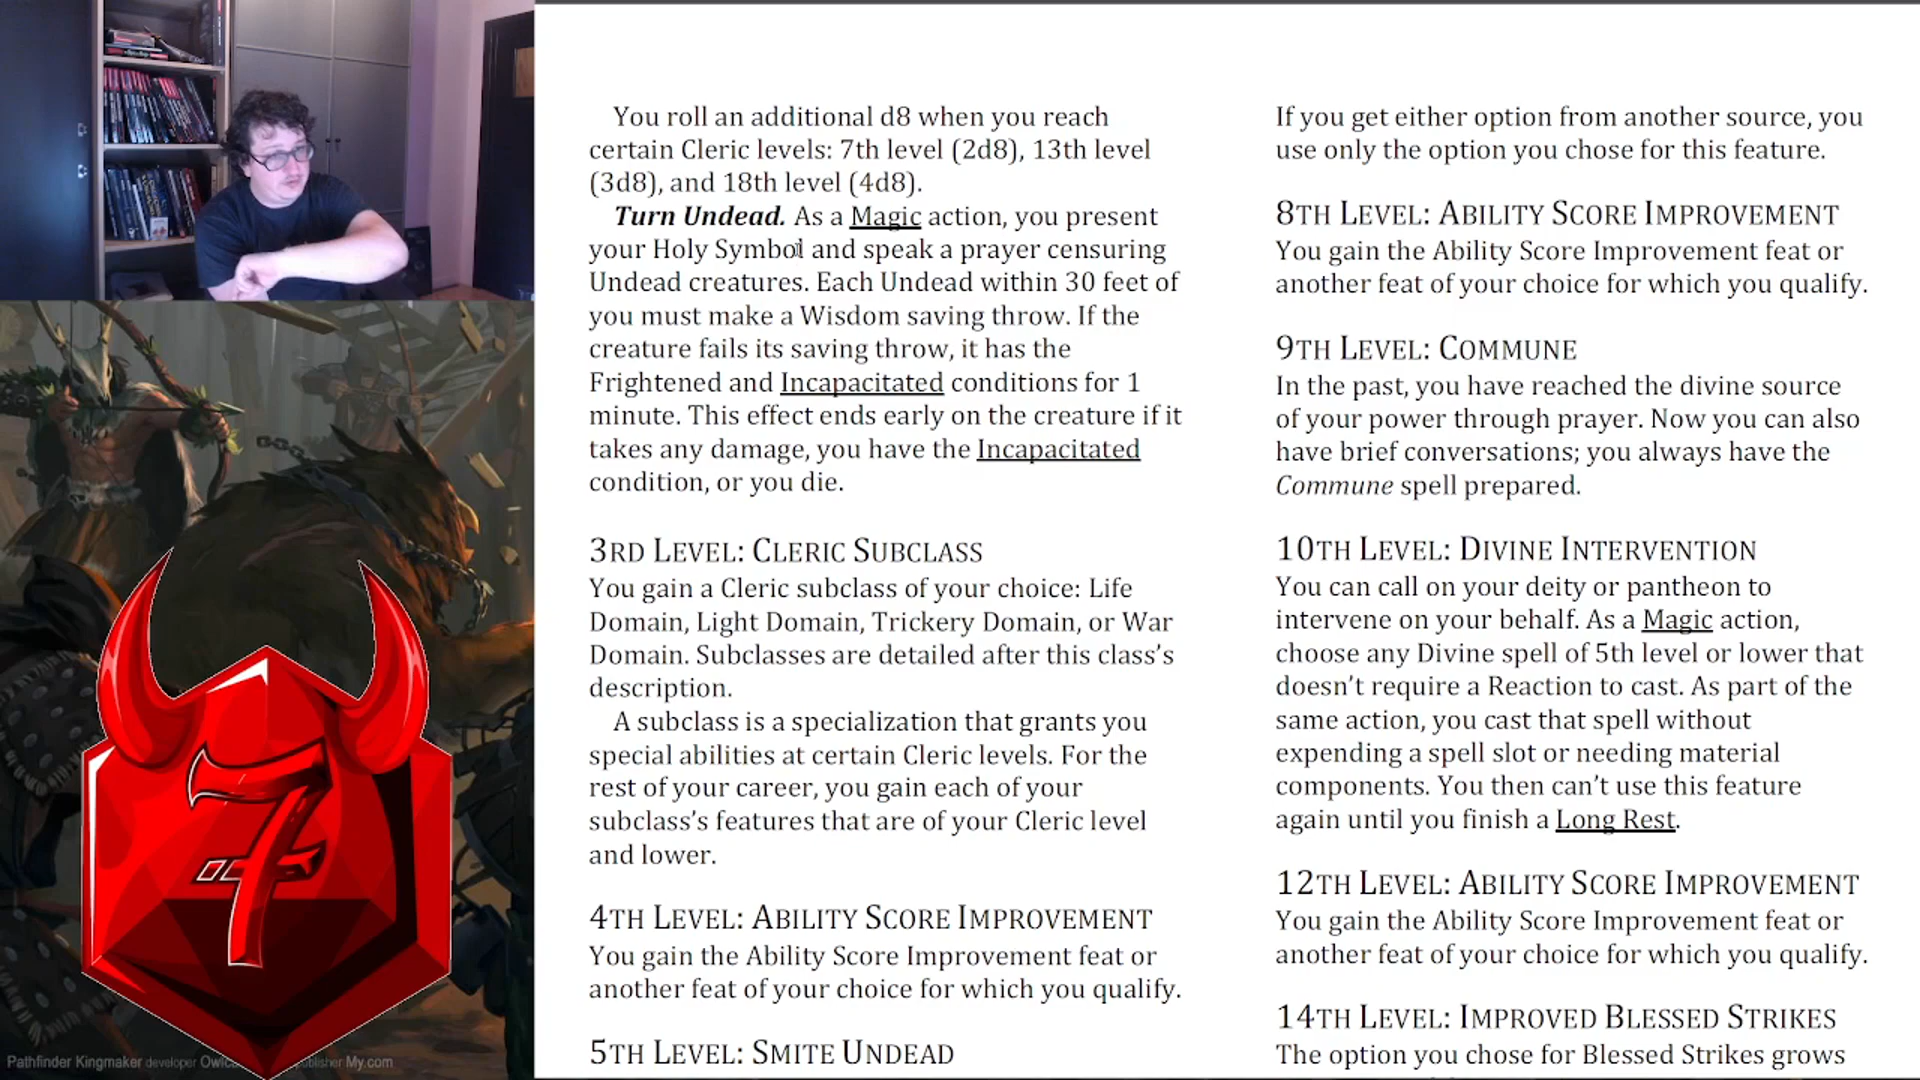 You roll an additional d8 when you reach
certain Cleric levels: 7th level (2d8), 13th level
(3d8), and 18th level (4d8).
Turn Undead. As a Magic action, you present
your Holy Symbol and speak a prayer censuring
Undead creatures. Each Undead within 30 feet of
you must make a Wisdom saving throw. If the
creature fails its saving throw, it has the
Frightened and Incapacitated conditions for 1
minute. This effect ends early on the creature if it
takes any damage, you have the Incapacitated
condition, or you die.
3RD LEVEL: CLERIC SUBCLASS
You gain a Cleric subclass of your choice: Life
Domain, Light Domain, Trickery Domain, or War
Domain. Subclasses are detailed after this class’s
description.
A subclass is a specialization that grants you
special abilities at certain Cleric levels. For the
rest of your career, you gain each of your
subclass’s features that are of your Cleric level
and lower.
4TH LEVEL: ABILITY SCORE IMPROVEMENT
You gain the Ability Score Improvement feat or
another feat of your choice for which you qualify.
5TH LEVEL: SMITE UNDEAD
If you get either option from another source, you
use only the option you chose for this feature.
8TH LEVEL: ABILITY SCORE IMPROVEMENT
You gain the Ability Score Improvement feat or
another feat of your choice for which you qualify.
9TH LEVEL: COMMUNE
In the past, you have reached the divine source
of your power through prayer. Now you can also
have brief conversations; you always have the
Commune spell prepared.
10TH LEVEL: DIVINE INTERVENTION
You can call on your deity or pantheon to
intervene on your behalf. As a Magic action,
choose any Divine spell of 5th level or lower that
doesn’t require a Reaction to cast. As part of the
same action, you cast that spell without
expending a spell slot or needing material
components. You then can’t use this feature
again until you finish a Long Rest.
12TH LEVEL: ABILITY SCORE IMPROVEMENT
You gain the Ability Score Improvement feat or
another feat of your choice for which you qualify.
14TH LEVEL: IMPROVED BLESSED STRIKES
The option you chose for Blessed Strikes grows
7
Pathfinder Kingmaker developer My.com